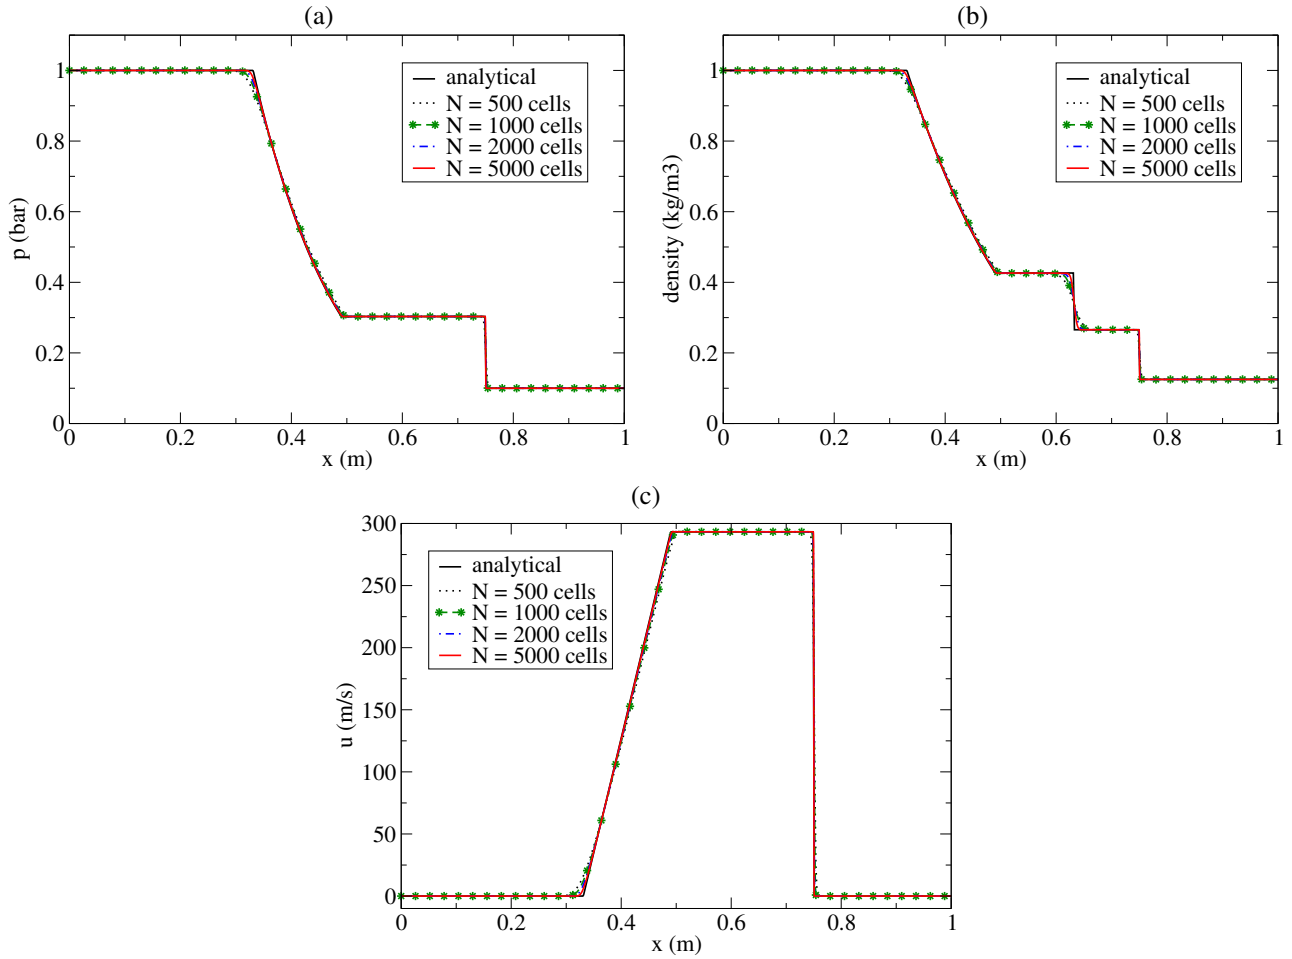 (a)
1
0.8
0.6
0.4
0.2
0
p (bar)
analytical
N = 500 cells
N = 1000 cells
N = 2000 cells
N = 5000 cells
0 0.2 0.4 0.6 0.8 1
x (m)
(b)
1
0.8
0.6
0.4
0.2
0
density (kg/m3)
analytical
N = 500 cells
N = 1000 cells
N = 2000 cells
N = 5000 cells
0 0.2 0.4 0.6 0.8 1
x (m)
(c)
300
250
200
150
100
50
0
u (m/s)
analytical
N = 500 cells
N = 1000 cells
N = 2000 cells
N = 5000 cells
0 0.2 0.4 0.6 0.8 1
x (m)